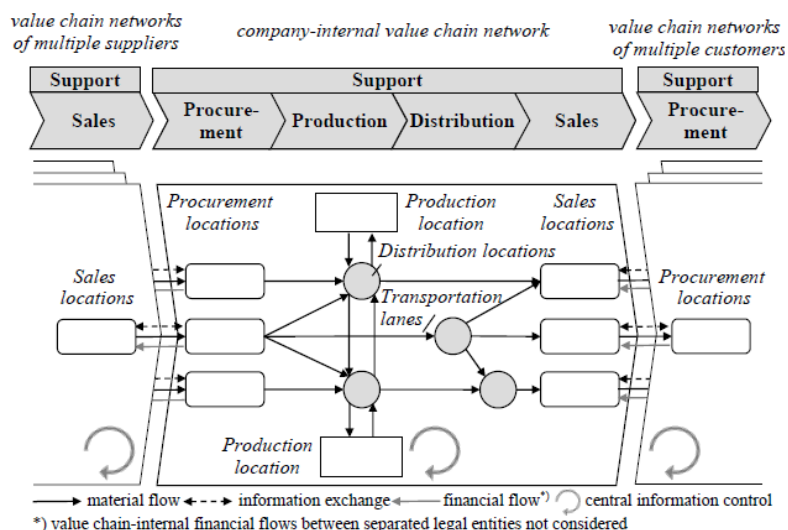 value chain networks of multiple suppliers
company-internal value chain network
value chain networks of multiple customers
Support
Support
Support
Sales
Procure-
ment
Production
Distribution
Sales
Procurement
Procurement
locations
Production
location
Sales
locations
Distribution locations
Sales
locations
Transportation
lanes
Procurement
locations
Production
location
material flow
information exchange
financial flow*)
central information control
*) value chain-internal financial flows between separated legal entities not considered